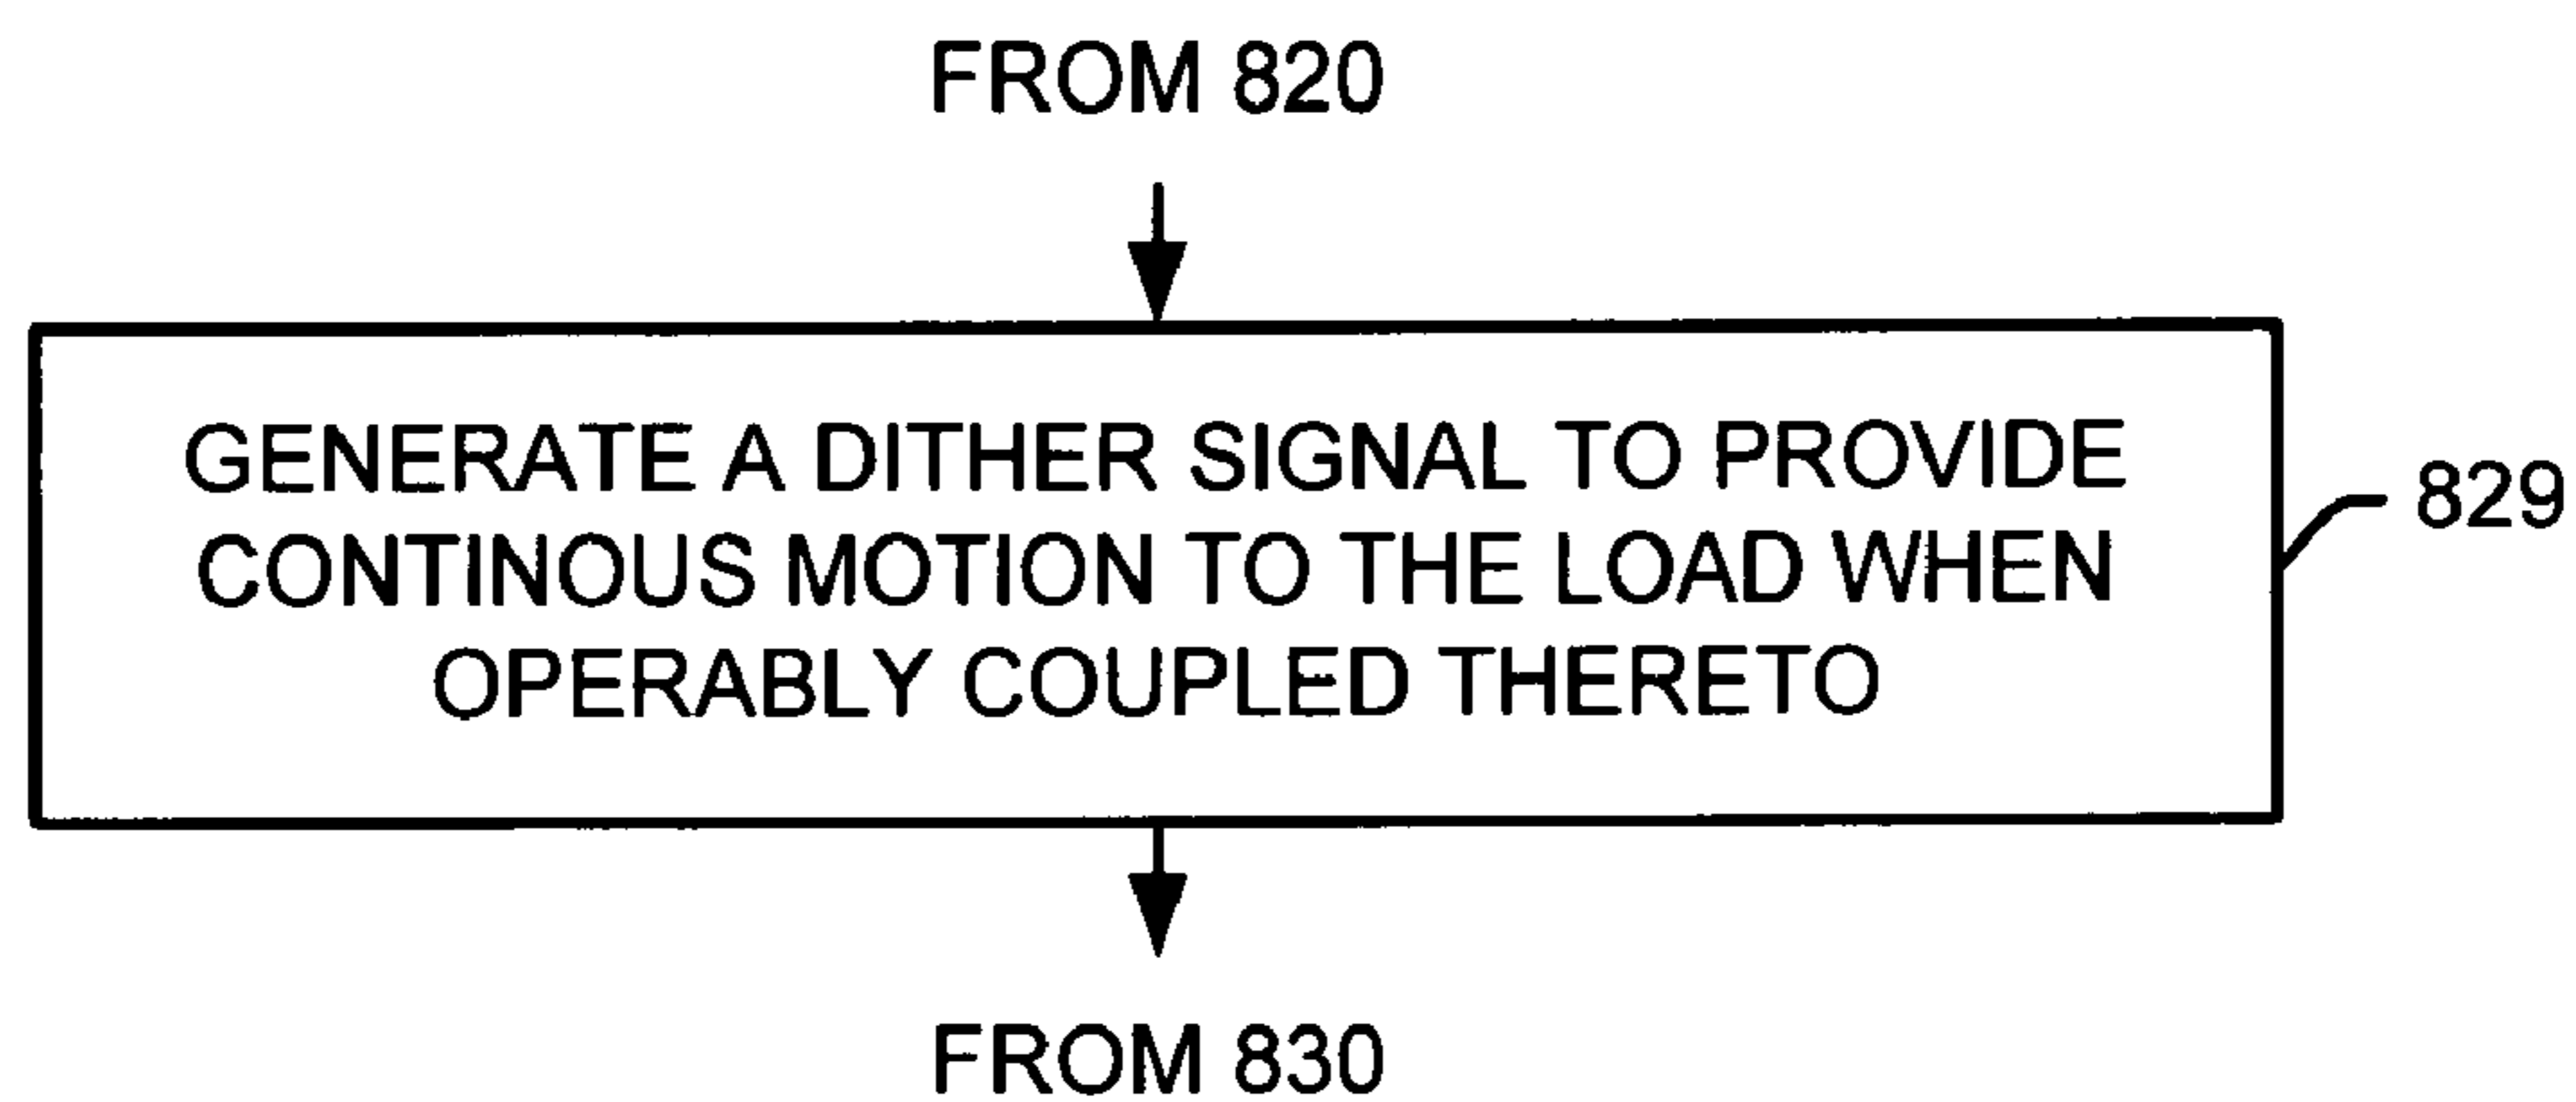 FROM 820
GENERATE A DITHER SIGNAL TO PROVIDE
CONTINOUS MOTION TO THE LOAD WHEN
OPERABLY COUPLED THERETO
829
FROM 830